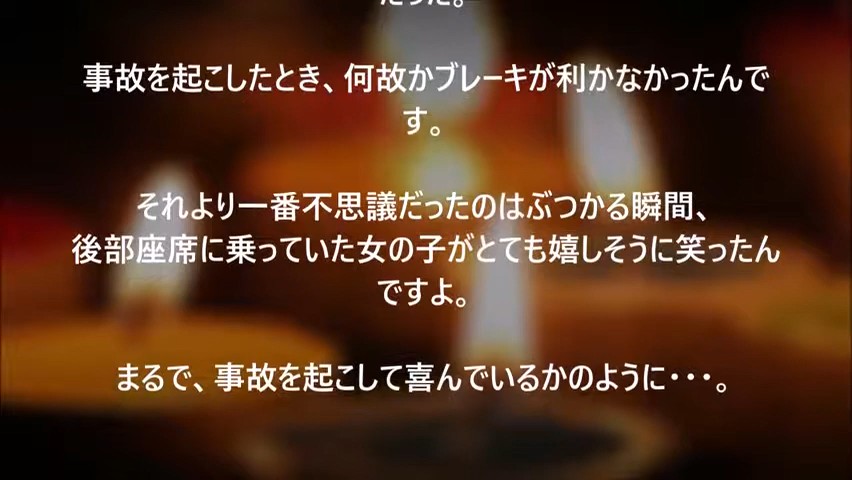 だった。
事故を起こしたとき、何故かブレーキが利かなかったんで
す。
それより一番不思議だったのはぶつかる瞬間、
後部座席に乗っていた女の子がとても嬉しそうに笑ったん
ですよ。
まるで、事故を起こして喜んでいるかのように・・・。